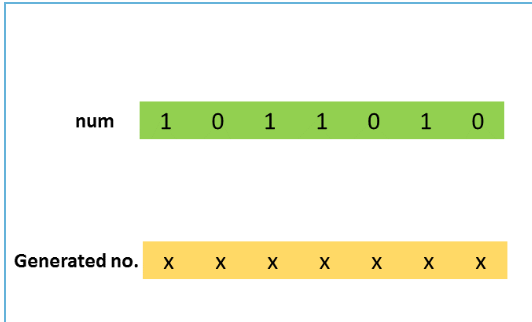 num 1 0 1 1 0 1 0
Generated no. x x x x x x x